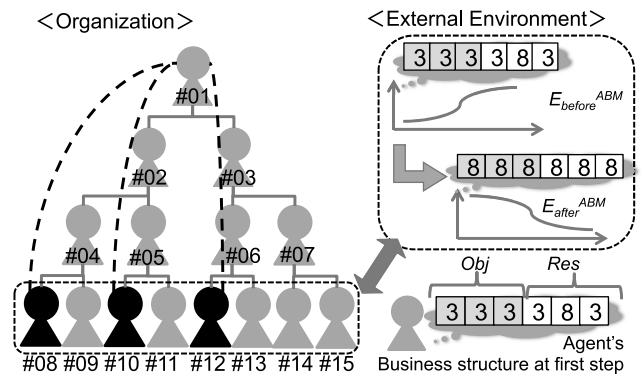 <Organization>
#01
#02 #03
#04 #05 #06 #07
#08 #09 #10 #11 #12 #13 #14 #15
<External Environment>
3 3 3 3 8 3
E before ABM
8 8 8 8 8 8
E after ABM
Obj Res
3 3 3 3 8 3
Agent's
Business structure at first step